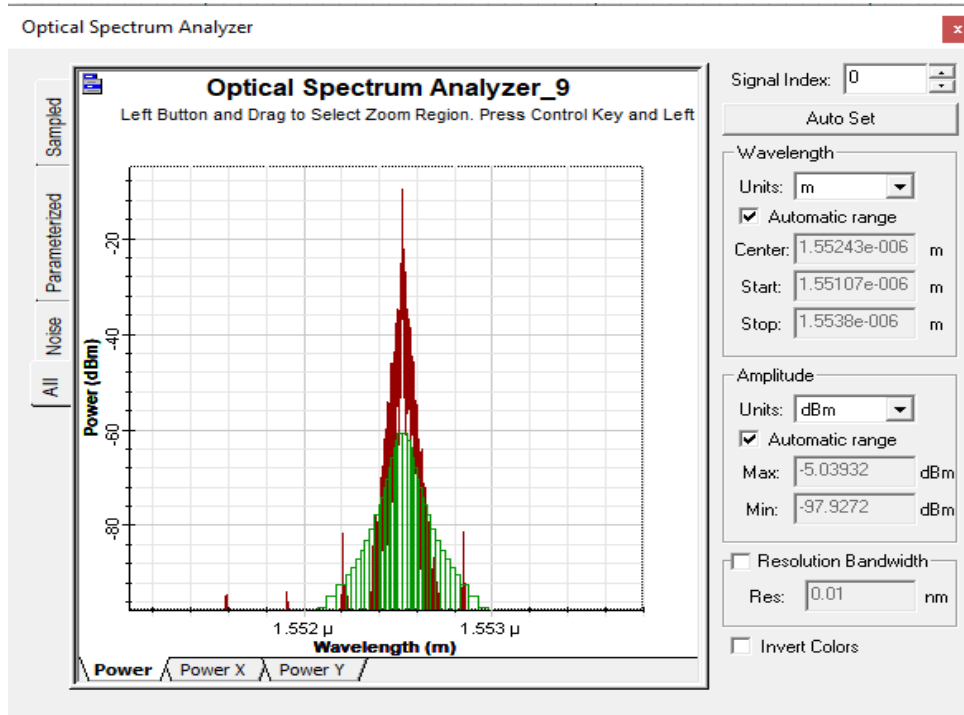 Optical Spectrum Analyzer
x
Sampled
Parameterized
Noise
All
Optical Spectrum Analyzer_9
Left Button and Drag to Select Zoom Region. Press Control Key and Left
Power (dBm)
-20
-40
-60
-80
1.552 µ
1.553 µ
Wavelength (m)
Power
Power X
Power Y
Signal Index: 0
Auto Set
Wavelength
Units: m
Automatic range
Center: 1.55243e-006 m
Start: 1.55107e-006 m
Stop: 1.5538e-006 m
Amplitude
Units: dBm
Automatic range
Max: -5.03932 dBm
Min: -97.9272 dBm
Resolution Bandwidth
Res: 0.01 nm
Invert Colors